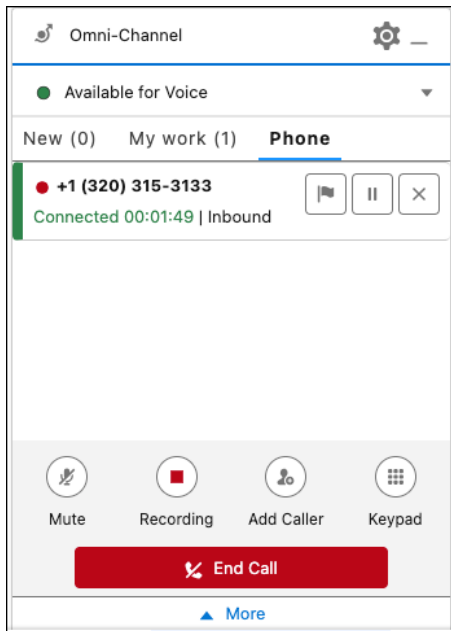 Omni-Channel
Available for Voice
New (0) My work (1) Phone
+1 (320) 315-3133
Connected 00:01:49 | Inbound
Mute Recording Add Caller Keypad
End Call
More